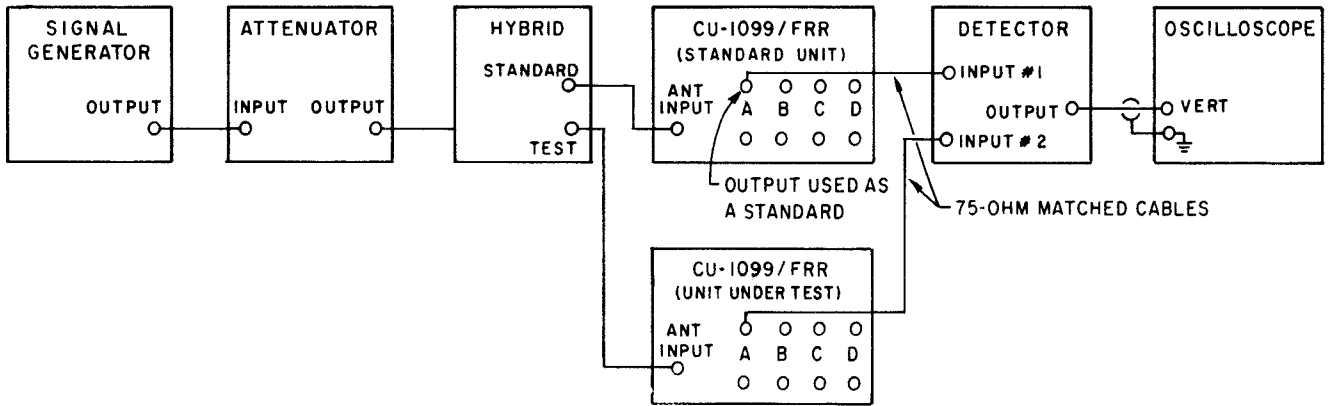 SIGNAL
GENERATOR
OUTPUT
ATTENUATOR
INPUT
OUTPUT
HYBRID
STANDARD
TEST
CU-1099/FRR
(STANDARD UNIT)
ANT
INPUT
A B C D
OUTPUT USED AS
A STANDARD
DETECTOR
INPUT #1
OUTPUT
INPUT #2
OSCILLOSCOPE
VERT
75-OHM MATCHED CABLES
CU-1099/FRR
(UNIT UNDER TEST)
ANT
INPUT
A B C D